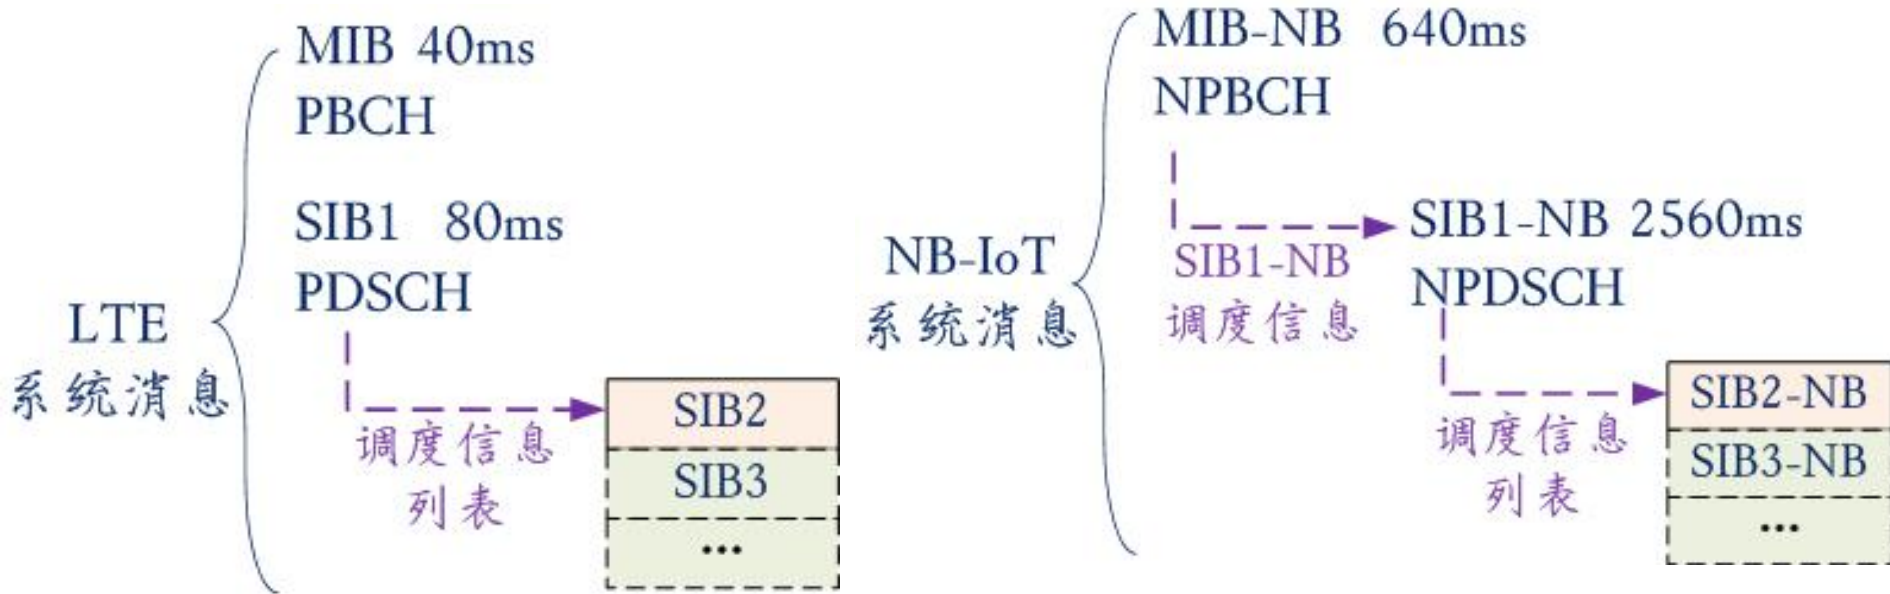 LTE
系统消息
MIB 40ms
PBCH
SIB1 80ms
PDSCH
调度信息
列表
SIB2
SIB3
...
NB-IoT
系统消息
MIB-NB 640ms
NPBCH
SIB1-NB
调度信息
SIB1-NB 2560ms
NPDSCH
调度信息
列表
SIB2-NB
SIB3-NB
...